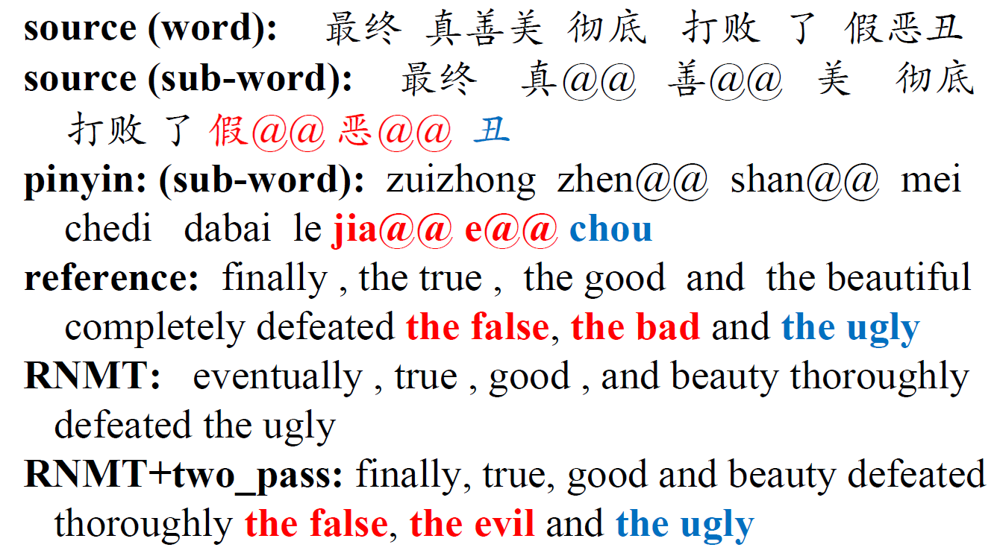 source (word): 最终 真善美 彻底 打败 了 假恶丑
source (sub-word): 最终 真@@ 善@@ 美 彻底
打败 了 假@@ 恶@@ 丑
pinyin: (sub-word): zuizhong zhen@@ shan@@ mei
chedi dabai le jia@@ e@@ chou
reference: finally , the true , the good and the beautiful
completely defeated the false, the bad and the ugly
RNMT: eventually , true , good , and beauty thoroughly
defeated the ugly
RNMT+two_pass: finally, true, good and beauty defeated
thoroughly the false, the evil and the ugly